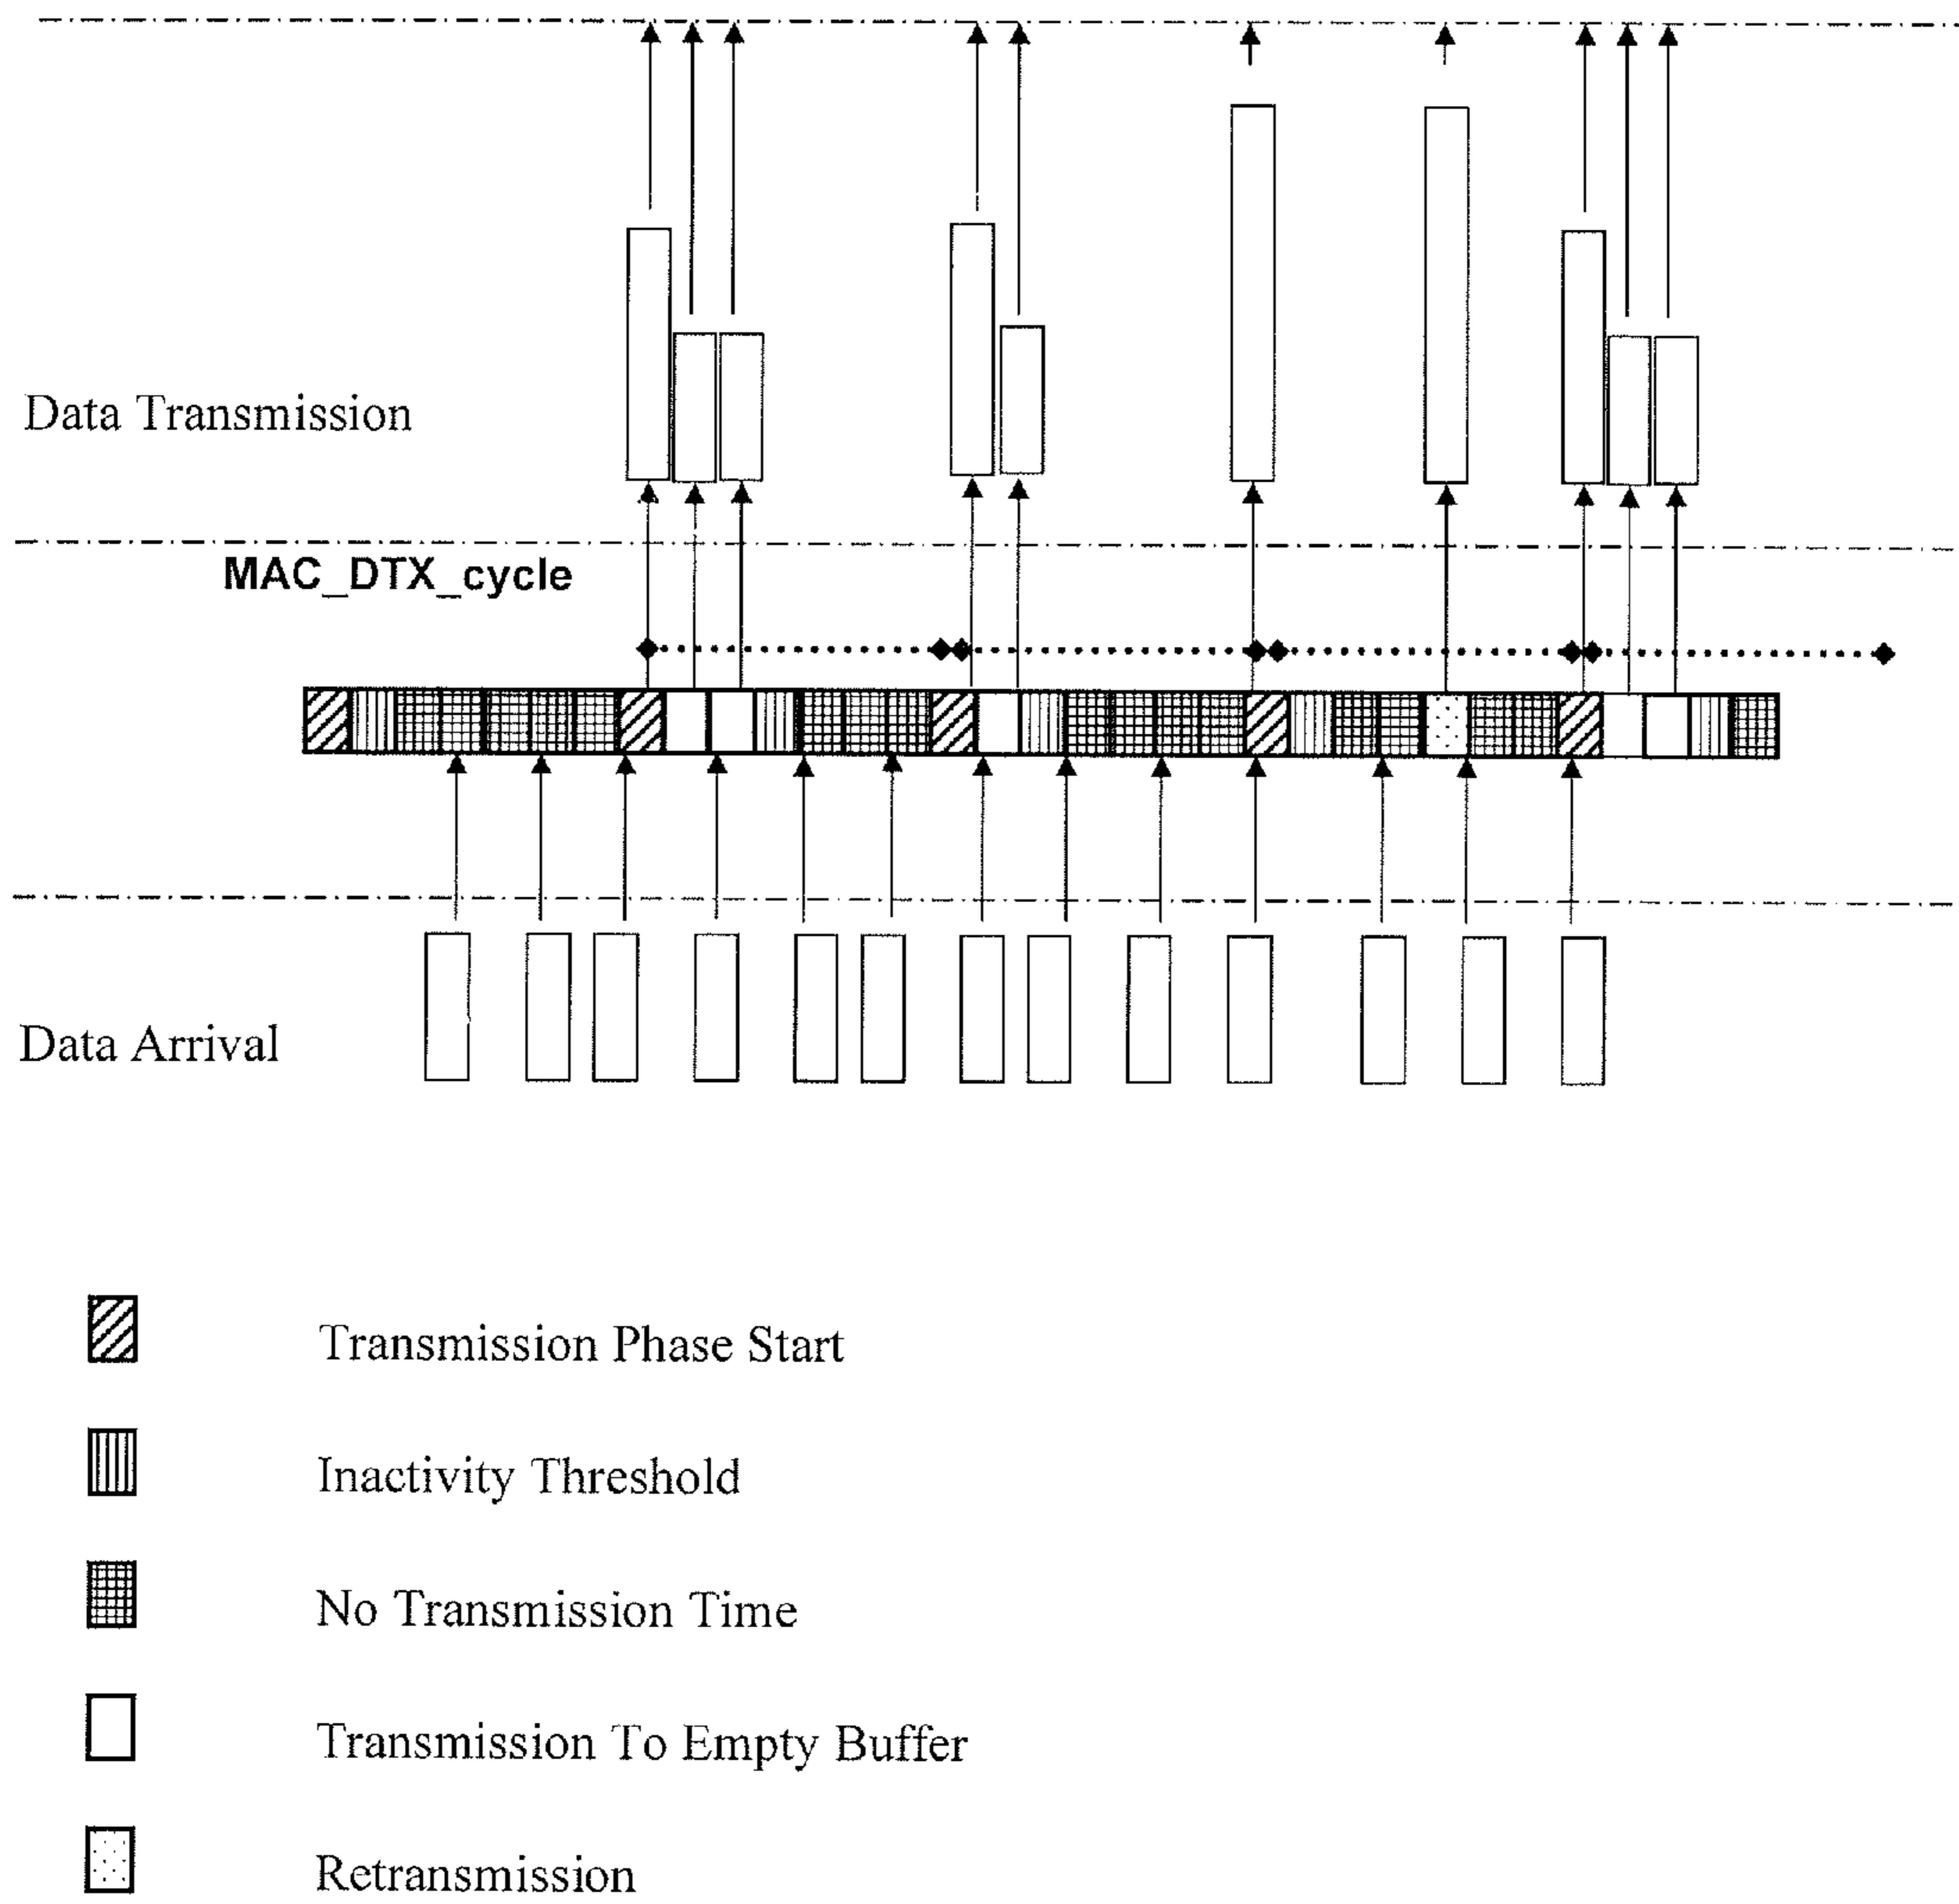 Data Transmission
MAC_DTX_cycle
Data Arrival
Transmission Phase Start
Inactivity Threshold
No Transmission Time
Transmission To Empty Buffer
Retransmission